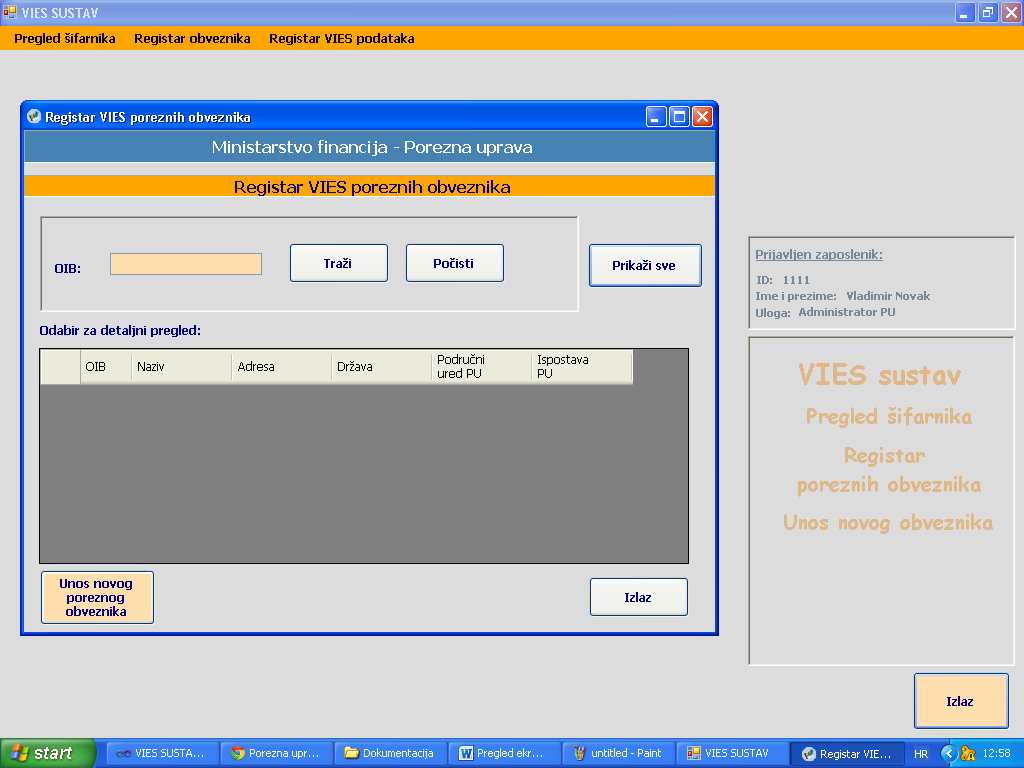 VIES SUSTAV
Pregled šifarnika Registar obveznika Registar VIES podataka
Registar VIES poreznih obveznika
Ministarstvo financija - Porezna uprava
Registar VIES poreznih obveznika
OIB: Traži Počisti Prikaži sve
Odabir za detaljni pregled:
OIB Naziv Adresa Država Područni ured PU Ispostava PU
Unos novog
poreznog
obveznika
Izlaz
Prijavljen zaposlenik:
ID: 1111
Ime i prezime: Vladimir Novak
Uloga: Administrator PU
VIES sustav
Pregled šifarnika
Registar
poreznih obveznika
Unos novog obveznika
Izlaz
start VIES SUSTA... Porezna upr... Dokumentacija Pregled ekr... untitled - Paint VIES SUSTAV Registar VIE... HR 12:58